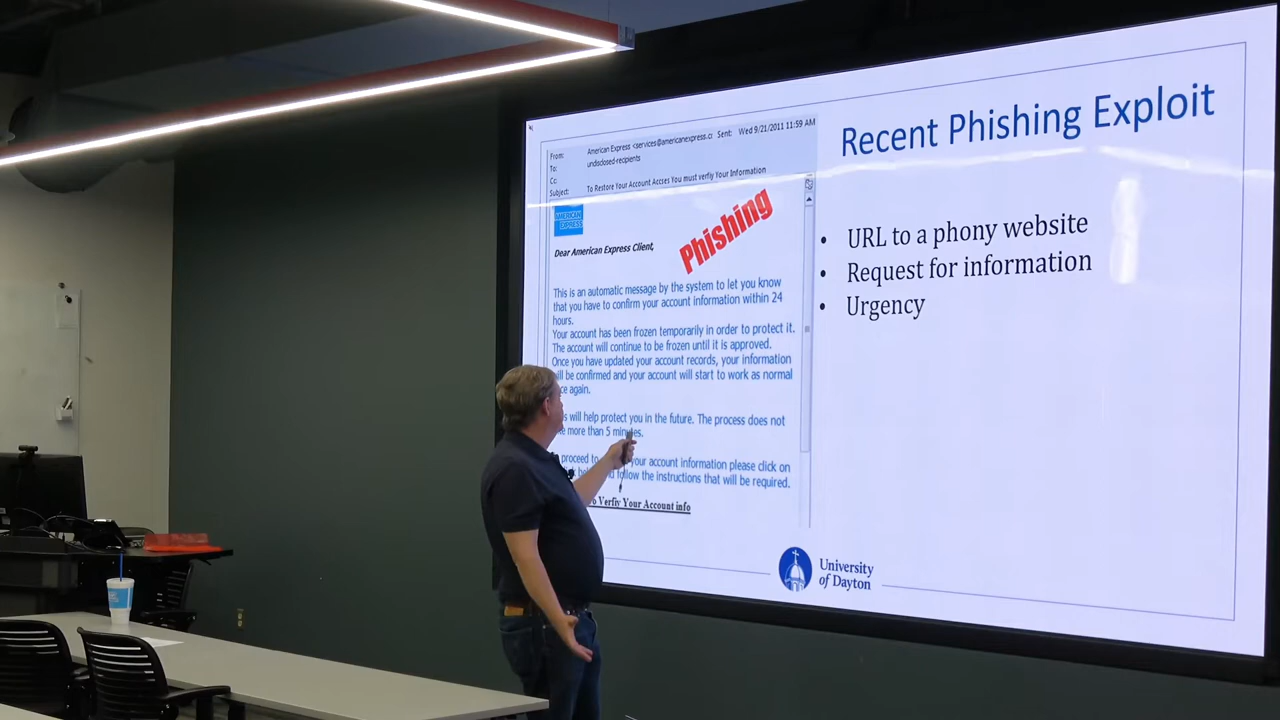 Recent Phishing Exploit
From: American Express <services@americanexpress.c Sent: Wed 9/21/2011 11:59 AM
To: undisclosed-recipients
Cc:
Subject: To Restore Your Account Accses You must verfiy Your Information
AMERICAN
EXPRESS
Phishing
Dear American Express Client,
This is an automatic message by the system to let you know
that you have to confirm your account information within 24
hours.
Your account has been frozen temporarily in order to protect it.
The account will continue to be frozen until it is approved.
Once you have updated your account records, your information
will be confirmed and your account will start to work as normal
once again.
will help protect you in the future. The process does not
more than 5 minutes.
proceed to your account information please click on
follow the instructions that will be required.
Verfiy Your Account info
• URL to a phony website
• Request for information
• Urgency
University
of Dayton